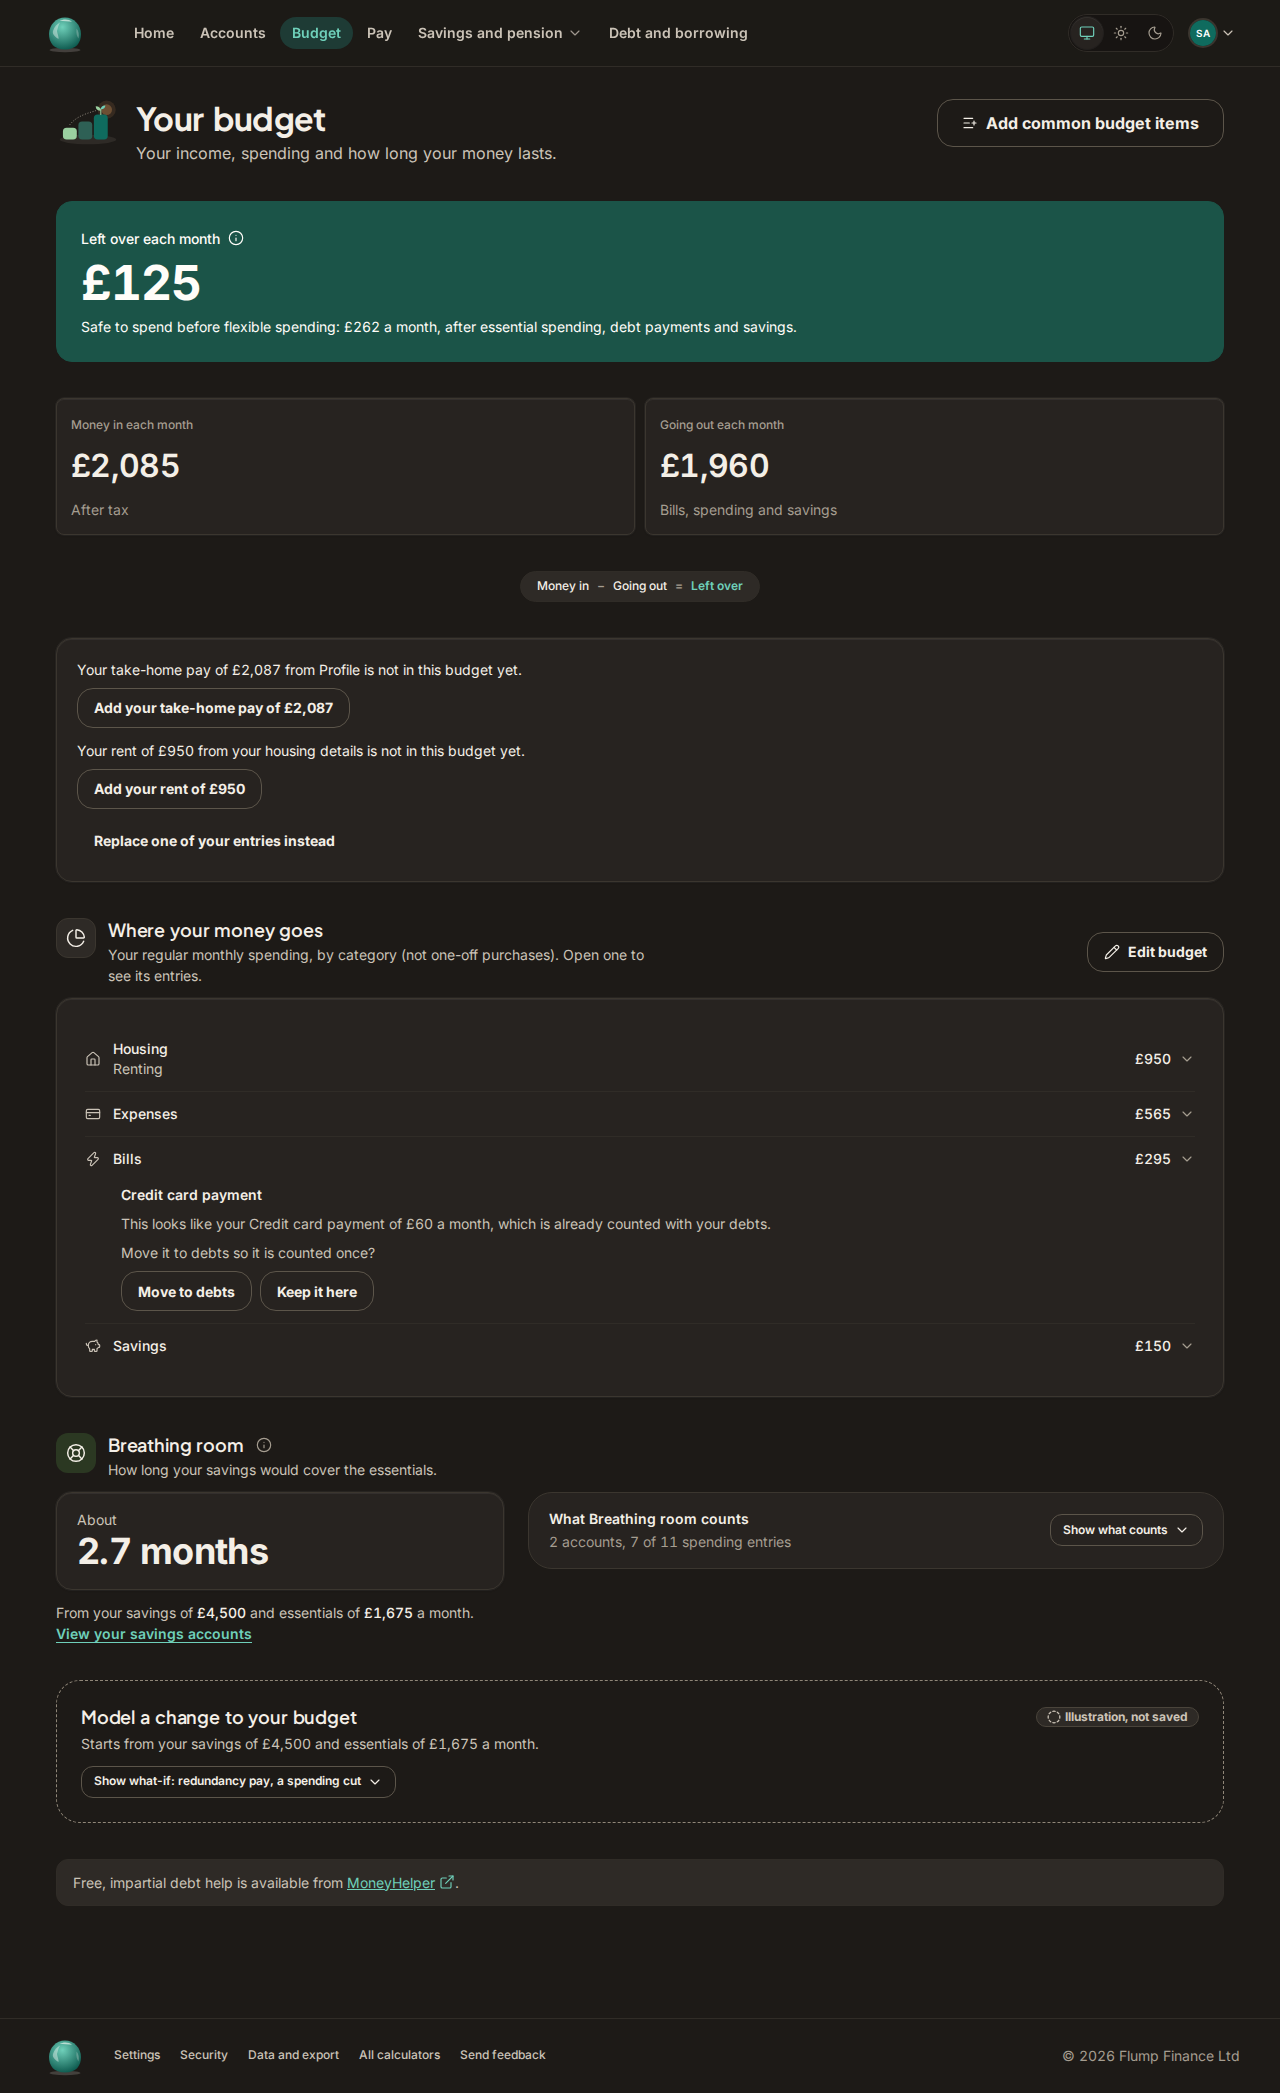 Home Accounts Budget Pay Savings and pension Debt and borrowing SA
Your budget
Your income, spending and how long your money lasts.
Add common budget items
Left over each month
£125
Safe to spend before flexible spending: £262 a month, after essential spending, debt payments and savings.
Money in each month
£2,085
After tax
Going out each month
£1,960
Bills, spending and savings
Money in − Going out = Left over
Your take-home pay of £2,087 from Profile is not in this budget yet.
Add your take-home pay of £2,087
Your rent of £950 from your housing details is not in this budget yet.
Add your rent of £950
Replace one of your entries instead
Where your money goes
Your regular monthly spending, by category (not one-off purchases). Open one to
see its entries.
Edit budget
Housing
Renting
£950
Expenses £565
Bills £295
Credit card payment
This looks like your Credit card payment of £60 a month, which is already counted with your debts.
Move it to debts so it is counted once?
Move to debts Keep it here
Savings £150
Breathing room
How long your savings would cover the essentials.
About
2.7 months
From your savings of £4,500 and essentials of £1,675 a month.
View your savings accounts
What Breathing room counts
2 accounts, 7 of 11 spending entries
Show what counts
Model a change to your budget
Illustration, not saved
Starts from your savings of £4,500 and essentials of £1,675 a month.
Show what-if: redundancy pay, a spending cut
Free, impartial debt help is available from MoneyHelper.
Settings Security Data and export All calculators Send feedback
© 2026 Flump Finance Ltd